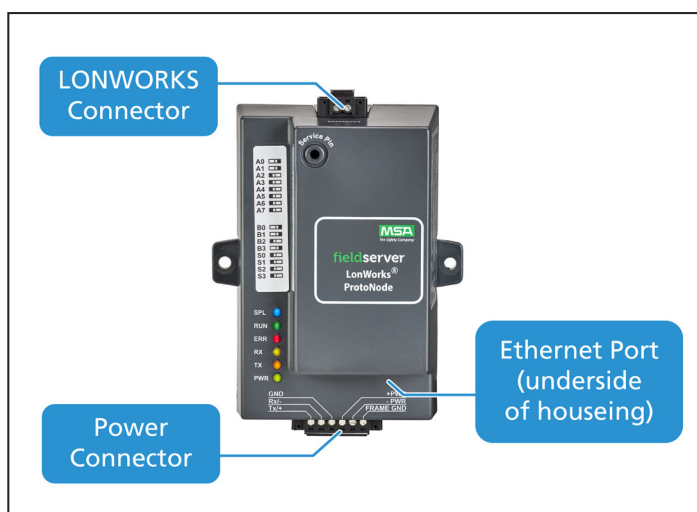 LONWORKS
Connector
Service Pin
A0
A1
A2
A3
A4
A5
A6
A7
B0
B1
B2
B3
S0
S1
S2
S3
MSA
The Safety Company
fieldserver
LonWorks®
ProtoNode
SPL
RUN
ERR
RX
TX
PWR
GND
Rx/-
Tx/+
+PWR
- PWR
FRAME GND
Ethernet Port
(underside
of houseing)
Power
Connector